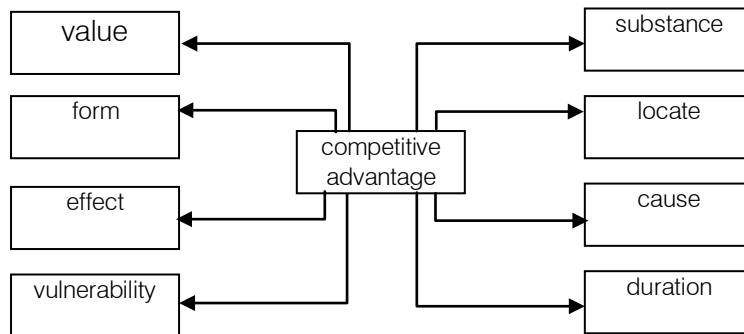 value
substance
form
locate
competitive
advantage
effect
cause
vulnerability
duration